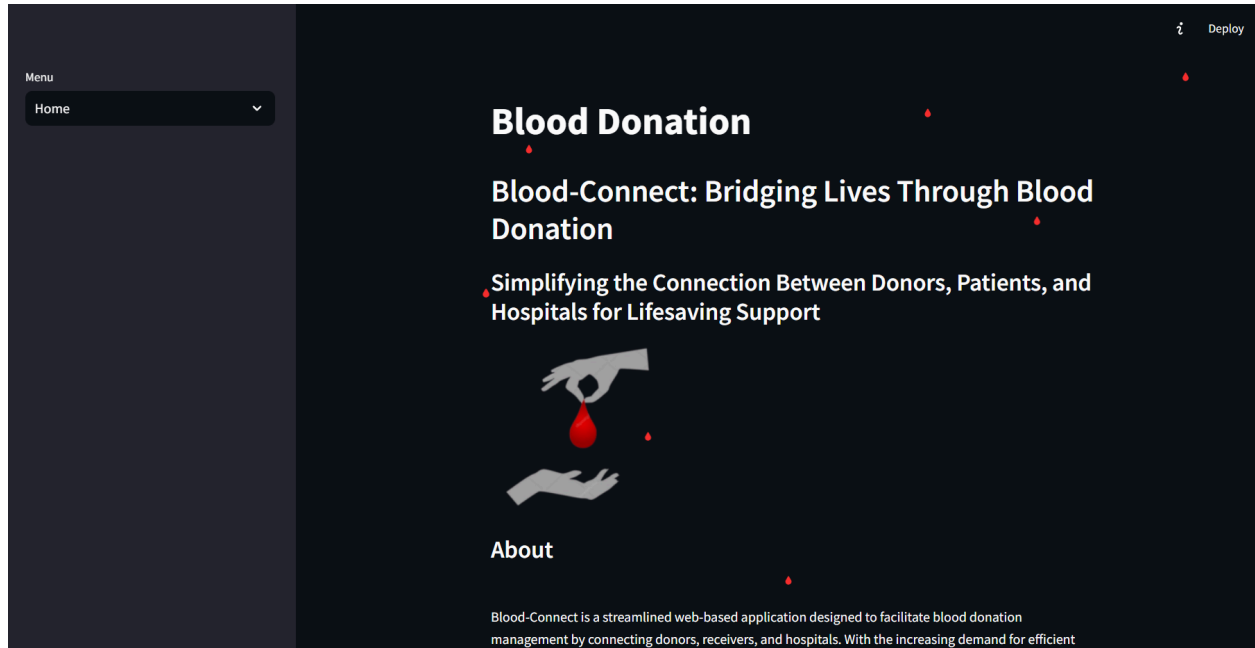 i Deploy
Menu
Home
Blood Donation
Blood-Connect: Bridging Lives Through Blood
Donation
Simplifying the Connection Between Donors, Patients, and
Hospitals for Lifesaving Support
About
Blood-Connect is a streamlined web-based application designed to facilitate blood donation
management by connecting donors, receivers, and hospitals. With the increasing demand for efficient